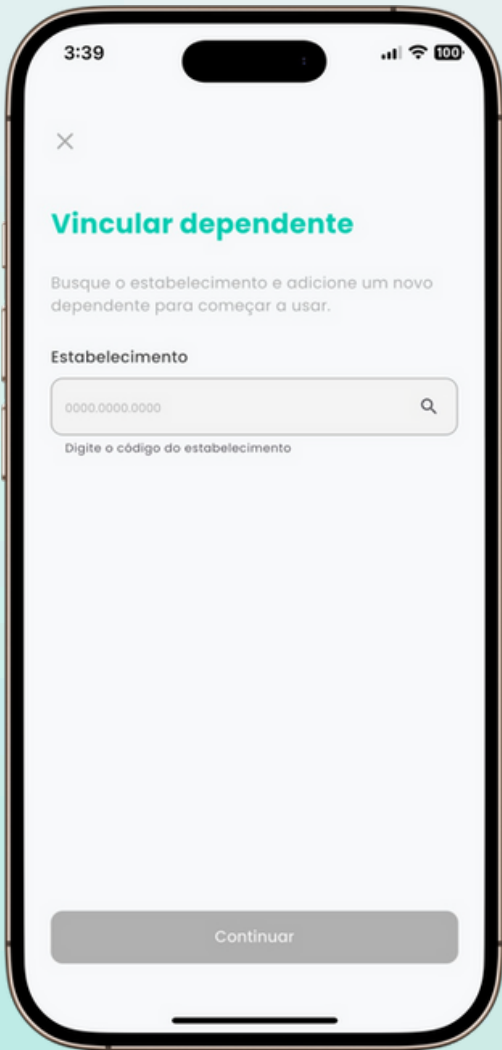 3:39
100
Vincular dependente
Busque o estabelecimento e adicione um novo
dependente para começar a usar.
Estabelecimento
0000.0000.0000
Digite o código do estabelecimento
Continuar